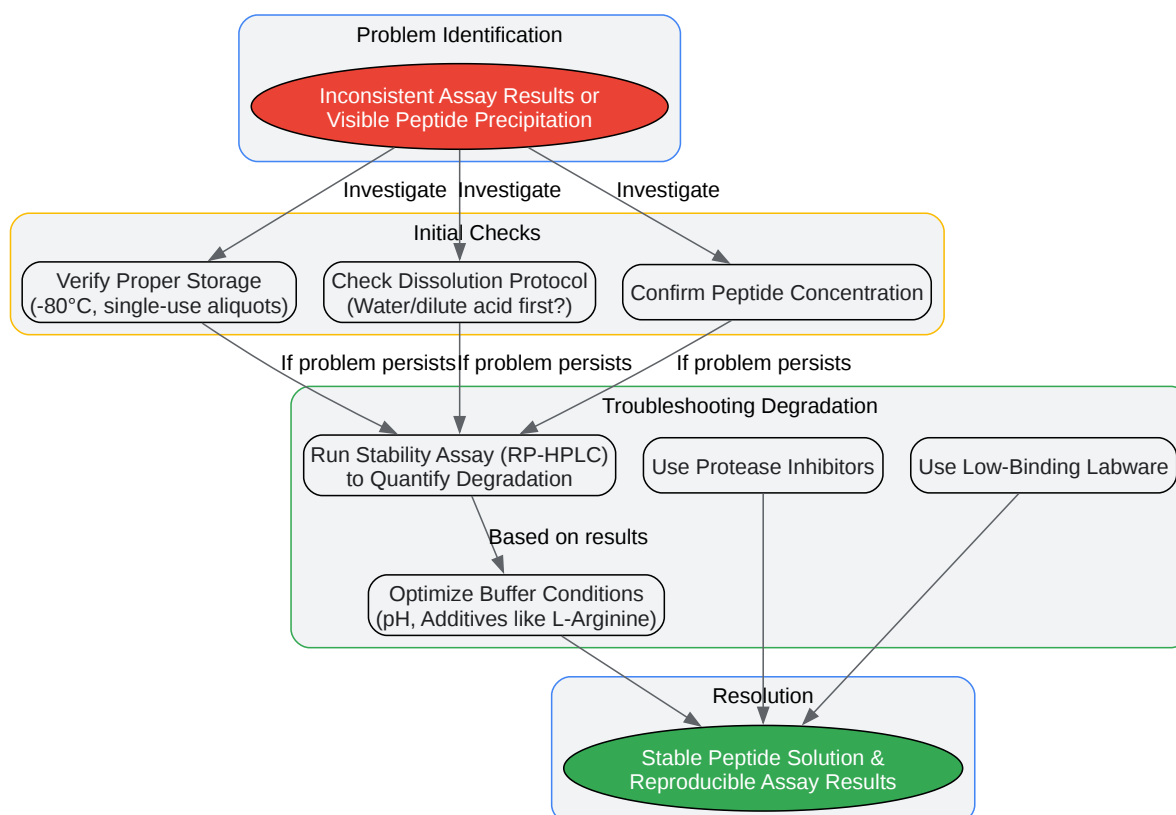 Problem Identification
Inconsistent Assay Results or
Visible Peptide Precipitation
Investigate
Investigate
Investigate
Initial Checks
Verify Proper Storage
(-80°C, single-use aliquots)
Check Dissolution Protocol
(Water/dilute acid first?)
Confirm Peptide Concentration
If problem persists
If problem persists
If problem persists
Troubleshooting Degradation
Run Stability Assay (RP-HPLC)
to Quantify Degradation
Use Protease Inhibitors
Use Low-Binding Labware
Based on results
Optimize Buffer Conditions
(pH, Additives like L-Arginine)
Resolution
Stable Peptide Solution &
Reproducible Assay Results